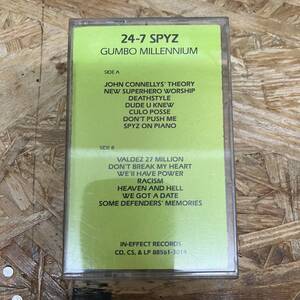 24-7 SPYZ
GUMBO MILLENNIUM
SIDE A
JOHN CONNELLYS' THEORY
NEW SUPERHERO WORSHIP
DEATHSTYLE
DUDE U KNEW
CULO POSSE
DON'T PUSH ME
SPYZ ON PIANO
SIDE B
VALDEZ 27 MILLION
DON'T BREAK MY HEART
WE'LL HAVE POWER
RACISM
HEAVEN AND HELL
WE GOT A DATE
SOME DEFENDERS' MEMORIES
IN-EFFECT RECORDS
CD, CS, & LP 88561-3014